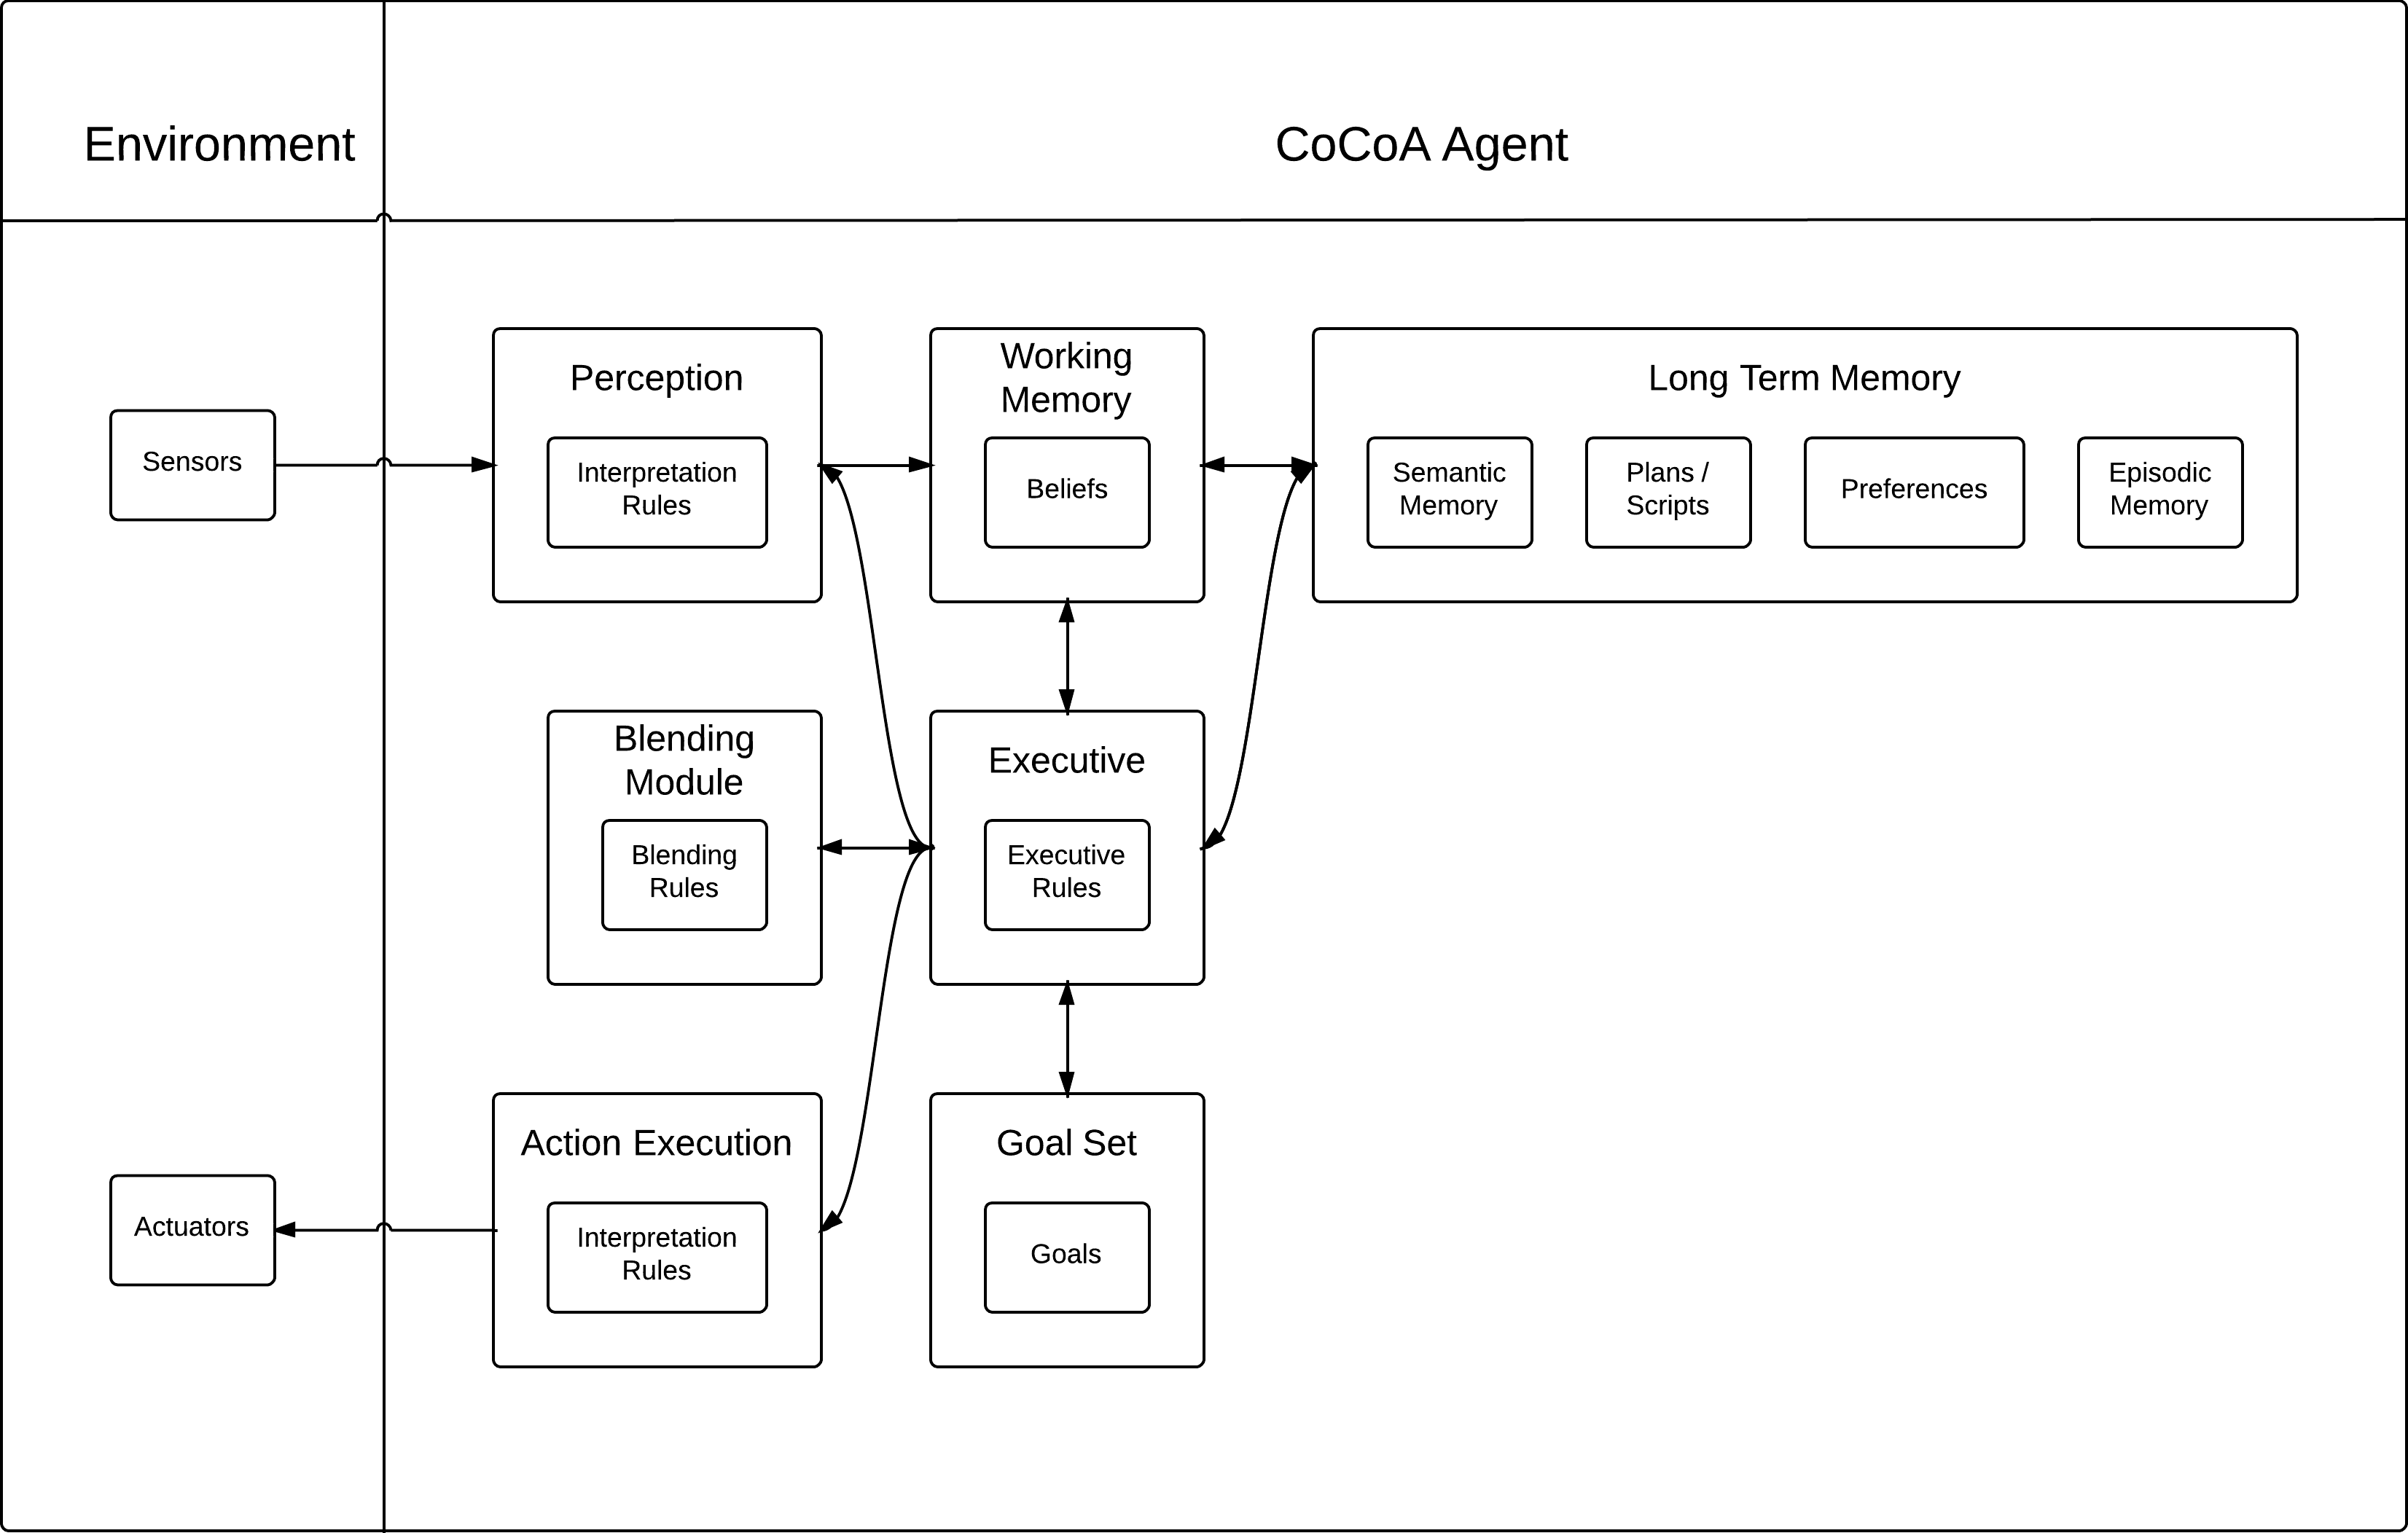 Environment
CoCoA Agent
Sensors
Perception
Interpretation
Rules
Working
Memory
Beliefs
Long Term Memory
Semantic
Memory
Plans /
Scripts
Preferences
Episodic
Memory
Blending
Module
Blending
Rules
Executive
Executive
Rules
Actuators
Action Execution
Interpretation
Rules
Goal Set
Goals